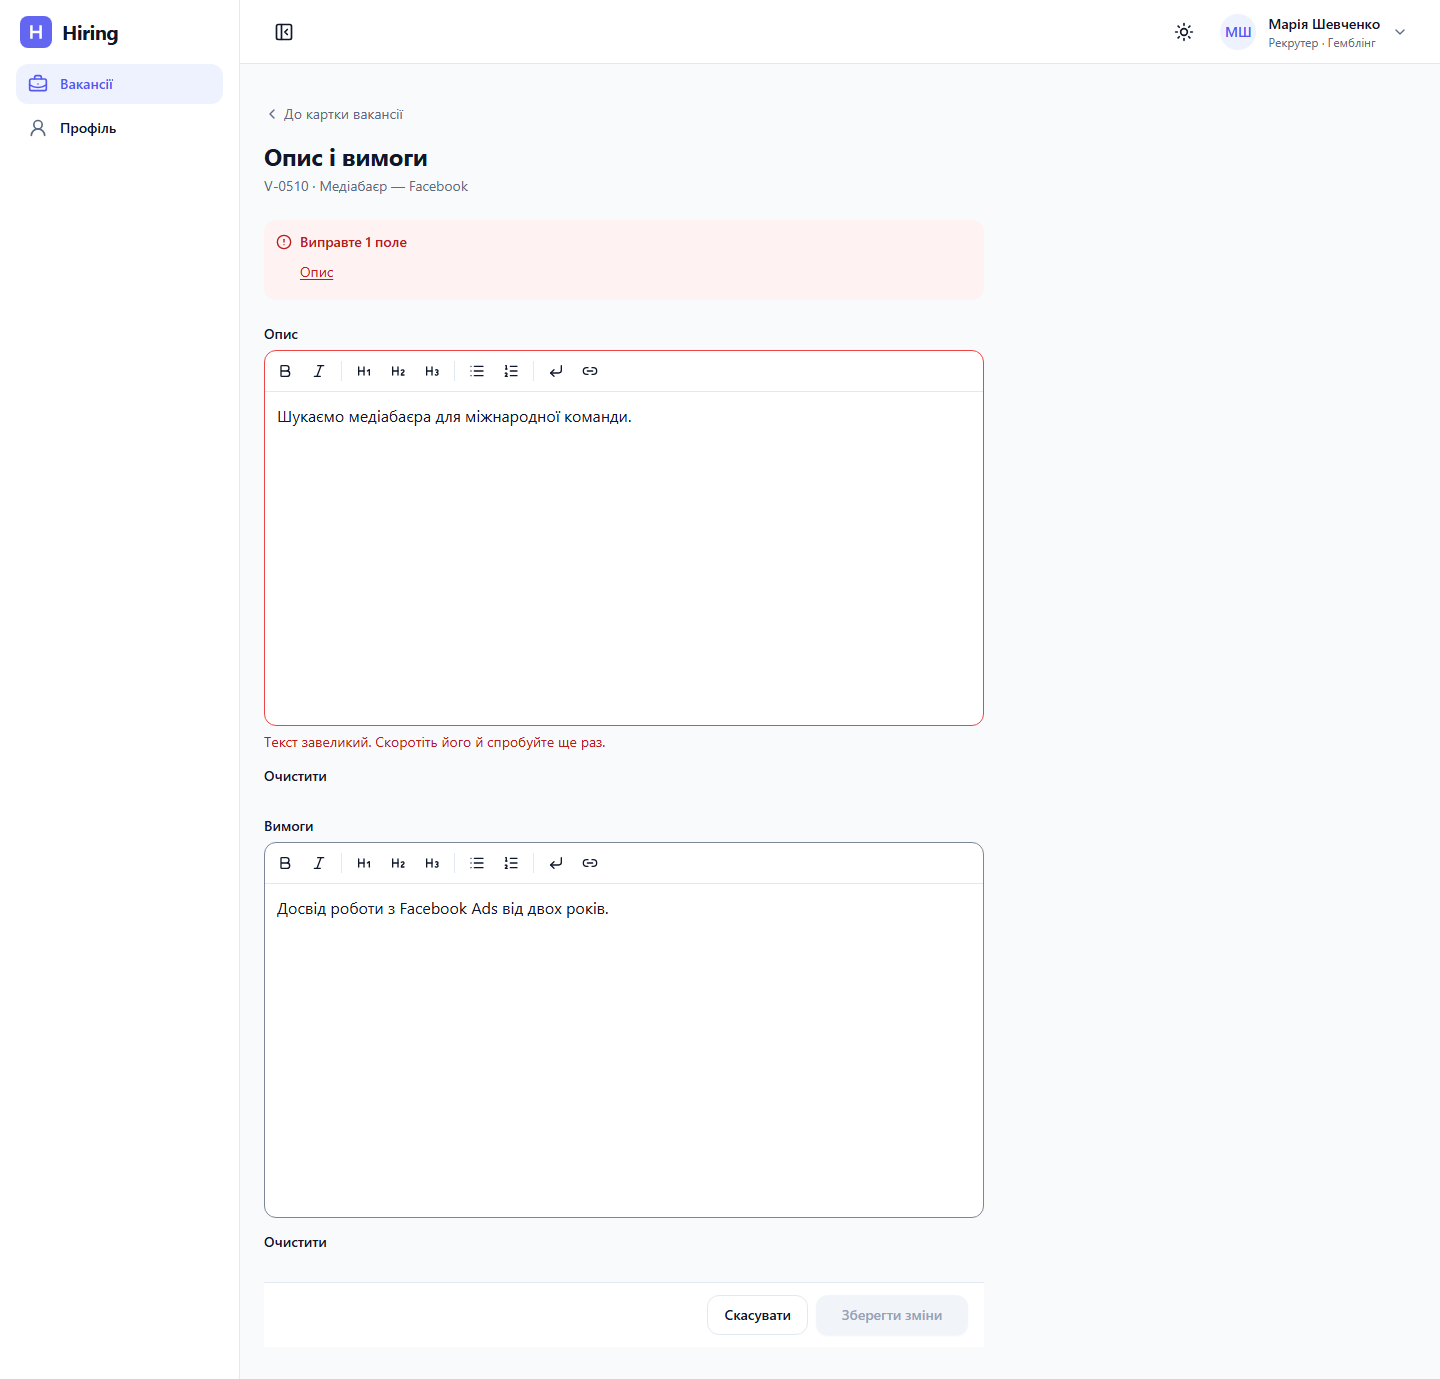 H Hiring
Вакансії
Профіль
МШ
Марія Шевченко
Рекрутер · Гемблінг
До картки вакансії
Опис і вимоги
V-0510 · Медіабаєр — Facebook
Виправте 1 поле
Опис
Опис
B I H1 H2 H3
Шукаємо медіабаєра для міжнародної команди.
Текст завеликий. Скоротіть його й спробуйте ще раз.
Очистити
Вимоги
B I H1 H2 H3
Досвід роботи з Facebook Ads від двох років.
Очистити
Скасувати
Зберегти зміни